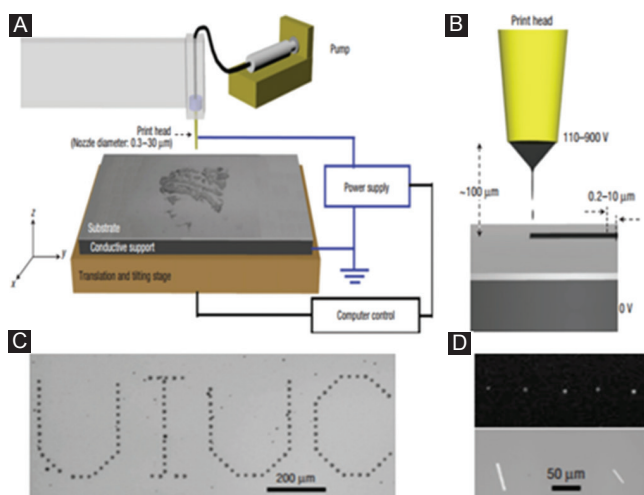 A
Pump
Print head
(Nozzle diameter: 0.3–30 μm)
Power supply
Substrate
Conductive support
Translation and tilting stage
Computer control
z
y
x
B
Print head
110–900 V
~100 μm
0.2–10 μm
0 V
C
UIUC
200 μm
D
50 μm